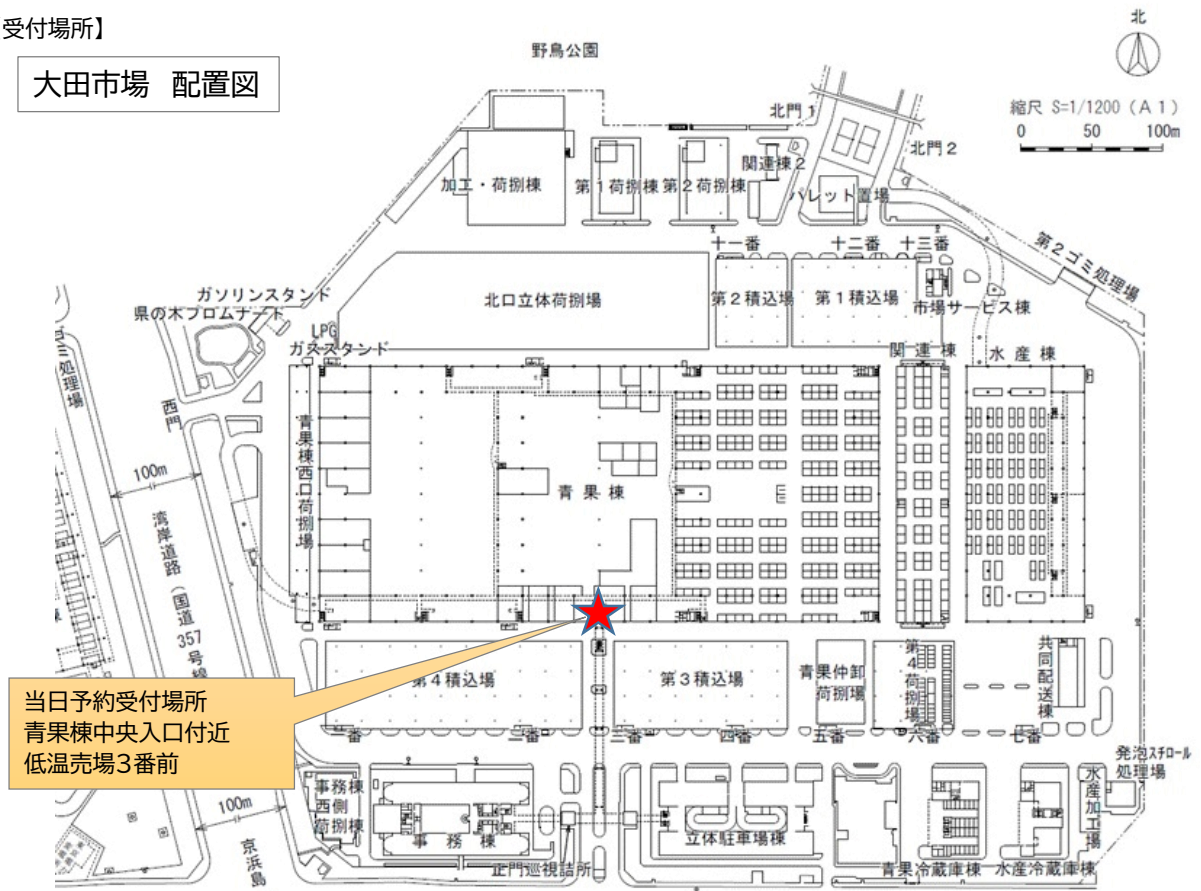 受付場所】
大田市場 配置図
北
縮尺 S=1/1200 (A1)
0 50 100m
野鳥公園
北門1
北門2
関連棟2
加工・荷捌棟
第1荷捌棟
第2荷捌棟
パレット置場
十一番
十二番
十三番
第2ゴミ処理場
北口立体荷捌場
第2積込場
第1積込場
市場サービス棟
ガソリンスタンド
県の木プロムナード
LPG
ガススタンド
関連棟
水産棟
処理場
西門
青果棟西口荷捌場
青果棟
100m
湾岸道路(国道357号線
第4積込場
第3積込場
青果仲卸
荷捌場
第4荷捌場
共同配送棟
当日予約受付場所
青果棟中央入口付近
低温売場3番前
一番
二番
三番
四番
五番
六番
七番
発泡スチロール
処理場
水産加工場
事務棟
西側
荷捌棟
100m
事務棟
立体駐車場棟
京浜島
正門巡視詰所
青果冷蔵庫棟
水産冷蔵庫棟